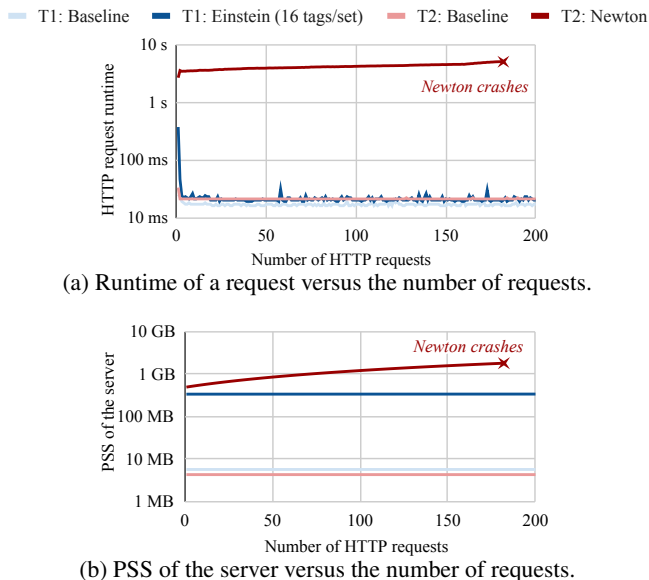 T1: Baseline T1: Einstein (16 tags/set) T2: Baseline T2: Newton
10 s
1 s
100 ms
10 ms
HTTP request runtime
Newton crashes
0 50 100 150 200
Number of HTTP requests
(a) Runtime of a request versus the number of requests.
10 GB
1 GB
100 MB
10 MB
1 MB
PSS of the server
Newton crashes
0 50 100 150 200
Number of HTTP requests
(b) PSS of the server versus the number of requests.